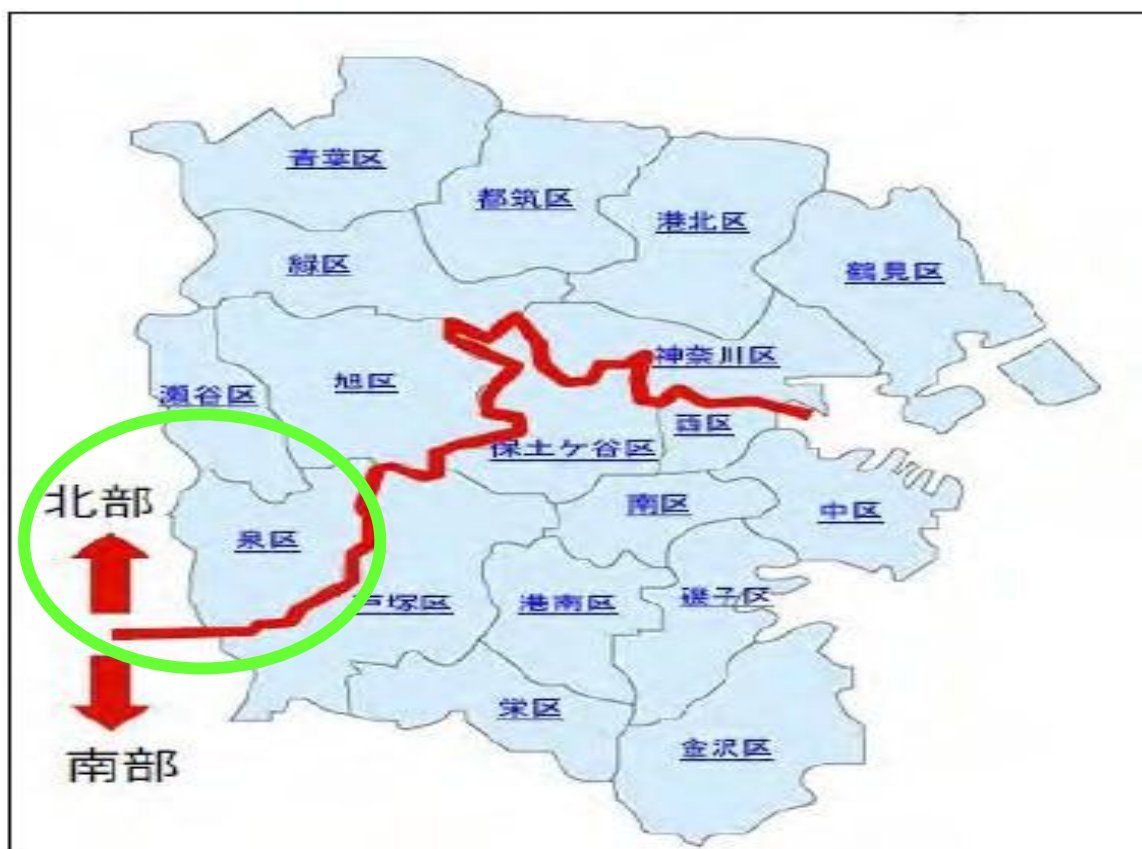 青葉区
都筑区
港北区
緑区
鶴見区
神奈川区
旭区
瀬谷区
西区
保土ケ谷区
北部
南区
中区
泉区
戸塚区
港南区
磯子区
栄区
南部
金沢区